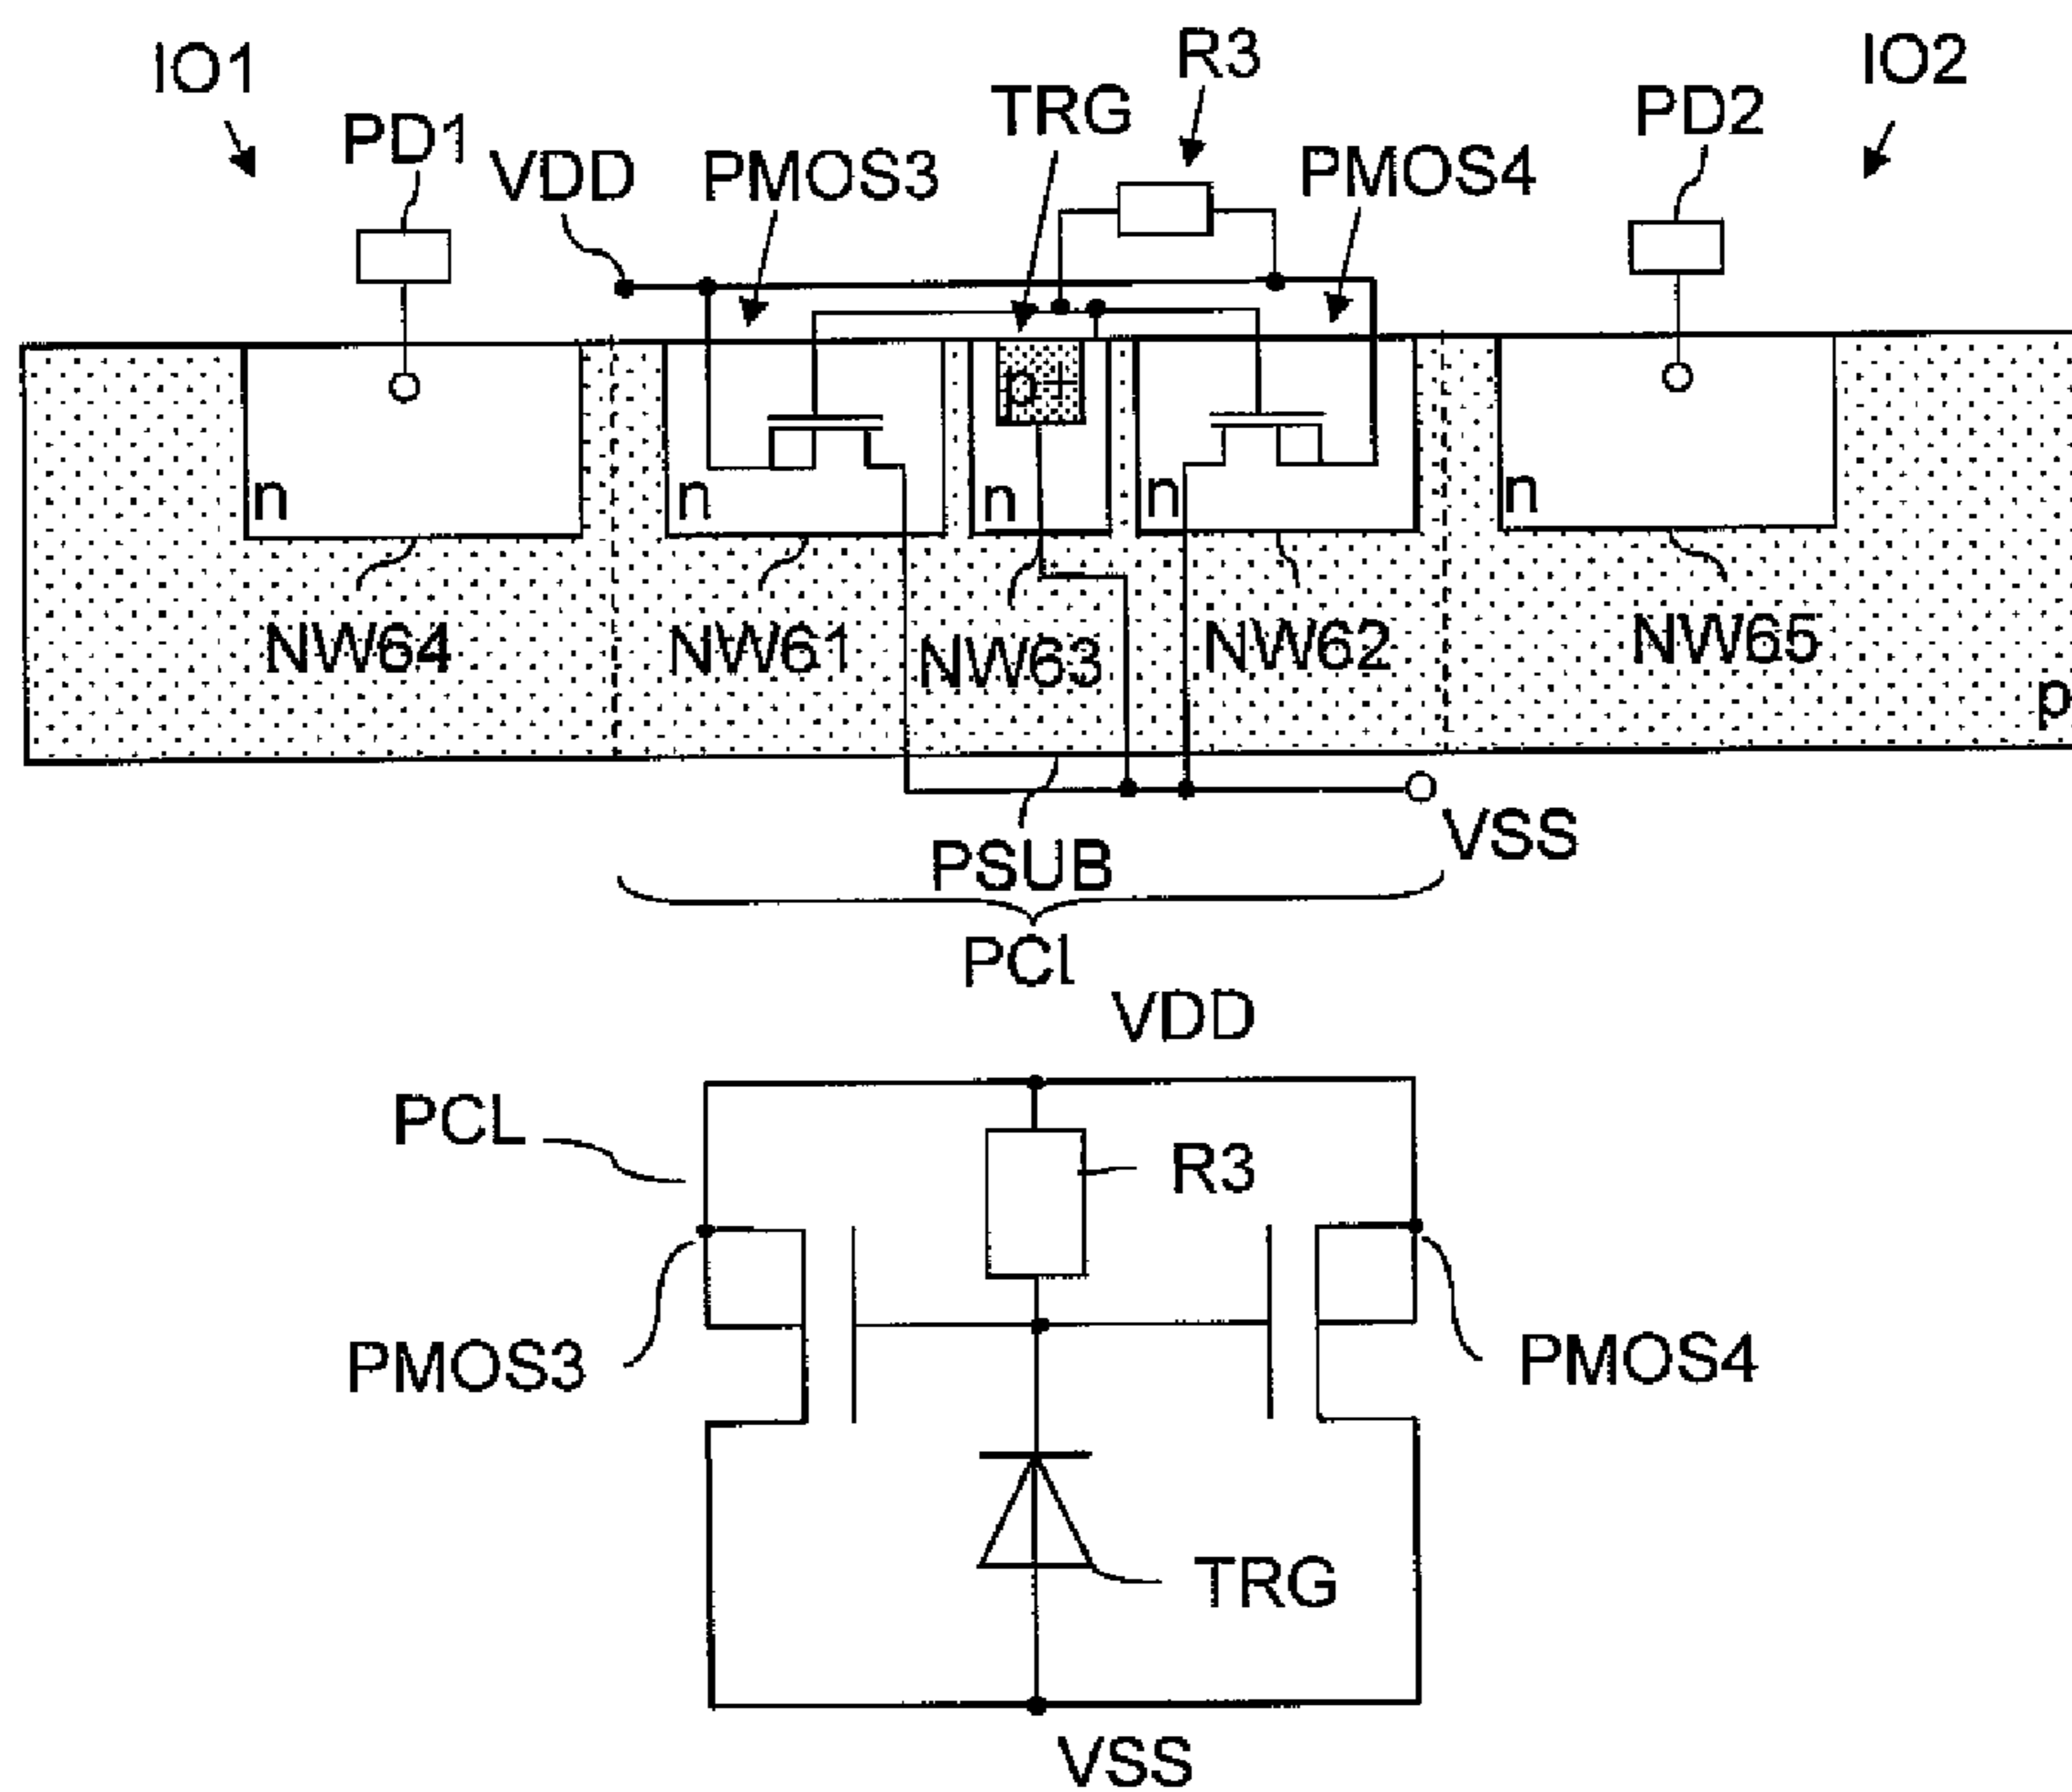 IO1
R3
IO2
PD1
TRG
PD2
VDD
PMOS3
PMOS4
p+
n
n
n
n
n
NW64
NW61
NW63
NW62
NW65
p
VSS
PSUB
PCl
VDD
PCL
R3
PMOS3
PMOS4
TRG
VSS